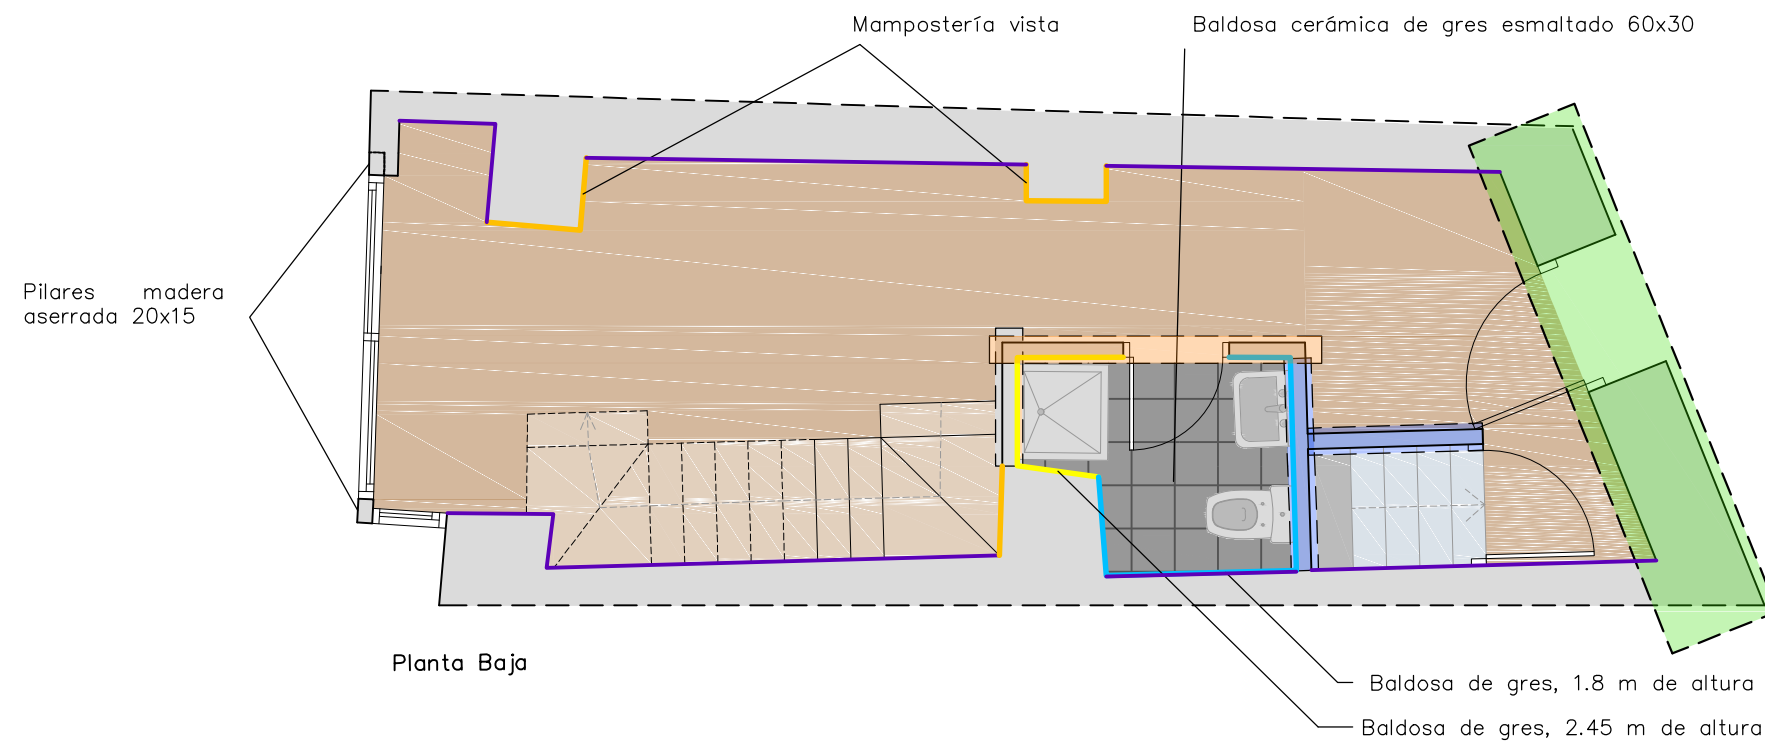 Mampostería vista
Baldosa cerámica de gres esmaltado 60x30
Pilares madera
aserrada 20x15
Planta Baja
Baldosa de gres, 1.8 m de altura
Baldosa de gres, 2.45 m de altura